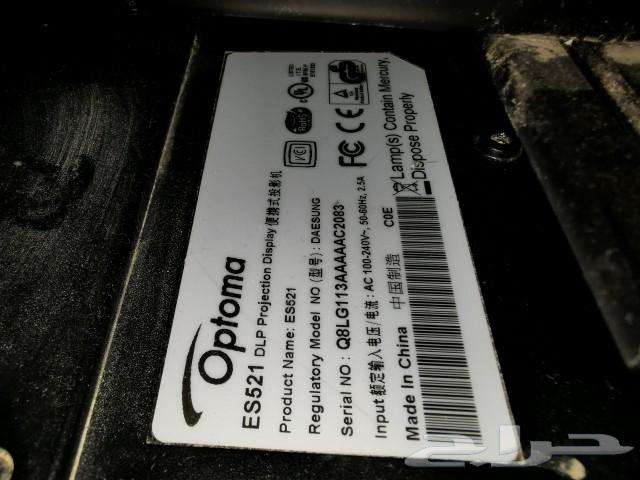 Optoma
ES521 DLP Projection Display 便携式投影机
Product Name: ES521
Regulatory Model NO (型号): DAESUNG
Serial NO: Q8LG113AAAAAC2083
Input 额定输入电压/电流: AC 100-240V~, 50-60Hz, 2.5A
Made In China 中国制造 C0E
VCCI
RoHS
FC CE
Lamp(s) Contain Mercury,
Dispose Properly
حراج